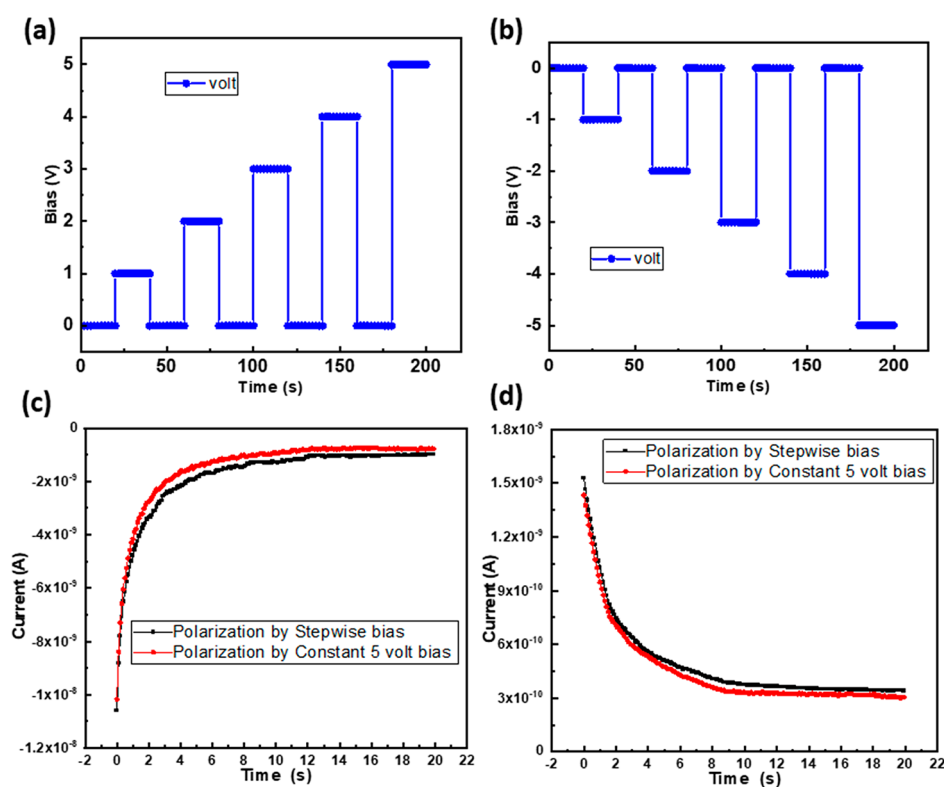 (a)
5
4
3
2
1
0
Bias (V)
volt
0
50
100
150
200
Time (s)
(b)
0
-1
-2
-3
-4
-5
Bias (V)
volt
0
50
100
150
200
Time (s)
(c)
0
-2x10⁻⁹
-4x10⁻⁹
-6x10⁻⁹
-8x10⁻⁹
-1x10⁻⁸
-1.2x10⁻⁸
Current (A)
Polarization by Stepwise bias
Polarization by Constant 5 volt bias
-2 0 2 4 6 8 10 12 14 16 18 20 22
Time (s)
(d)
1.8x10⁻⁹
1.5x10⁻⁹
1.2x10⁻⁹
9x10⁻¹⁰
6x10⁻¹⁰
3x10⁻¹⁰
0
Current (A)
Polarization by Stepwise bias
Polarization by Constant 5 volt bias
-2 0 2 4 6 8 10 12 14 16 18 20 22
Time (s)